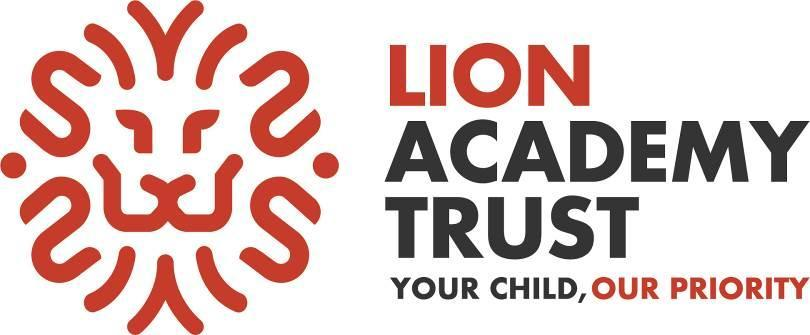 LION
ACADEMY
TRUST
YOUR CHILD, OUR PRIORITY